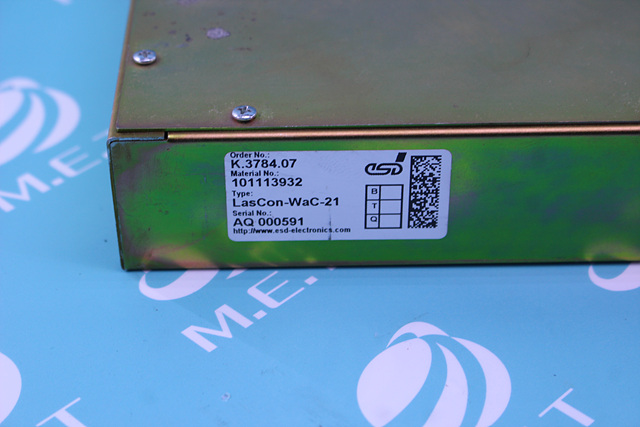 Order No.:
K.3784.07
Material No.:
101113932
Type:
LasCon-WaC-21
Serial No.:
AQ 000591
http://www.esd-electronics.com
esd
B
T
Q
M.E.T
M.E.T
T
T